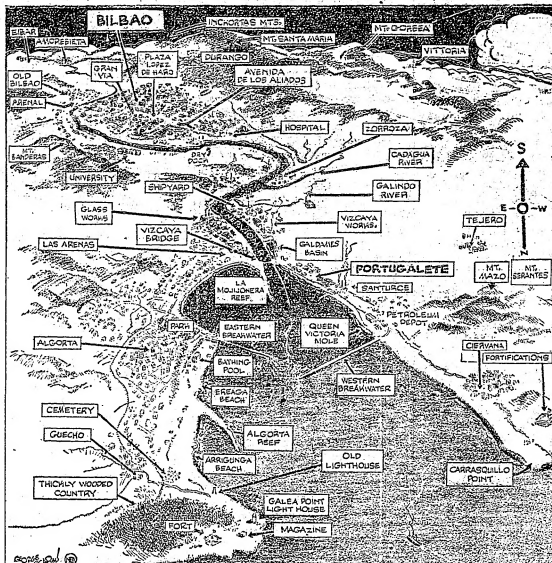 BILBAO
INCHORTAS MTS.
MT. GORBEA
EIBAR
AMOREBIETA
MT. SANTA MARIA
VITTORIA
PLAZA
LOPEZ
DE HARO
DURANGO
GRAN
VIA
AVENIDA
DE LOS ALIADOS
OLD
BILBAO
ARENAL
HOSPITAL
ZORROZA
MT.
BANDERAS
DRY
DOCK
CADAGUA
RIVER
UNIVERSITY
SHIPYARD
GALINDO
RIVER
S
E
W
N
GLASS
WORKS
VIZCAYA
WORKS.
TEJERO
VIZCAYA
BRIDGE
LAS ARENAS
GALDAMES
BASIN
PORTUGALETE
MT.
MAZO
MT.
SERANTES
LA
MOJIJONERA
REEF
SANTURCE
PETROLEUM
DEPOT
PARK
EASTERN
BREAKWATER
QUEEN
VICTORIA
MOLE
ALGORTA
CIERVANA
FORTIFICATIONS
BATHING
POOL
WESTERN
BREAKWATER
EREAGA
BEACH
CEMETERY
ALGORTA
REEF
GUECHO
ARRIGUNGA
BEACH
OLD
LIGHTHOUSE
CARRASQUILLO
POINT
THICKLY WOODED
COUNTRY
GALEA POINT
LIGHT HOUSE
FORT
MAGAZINE